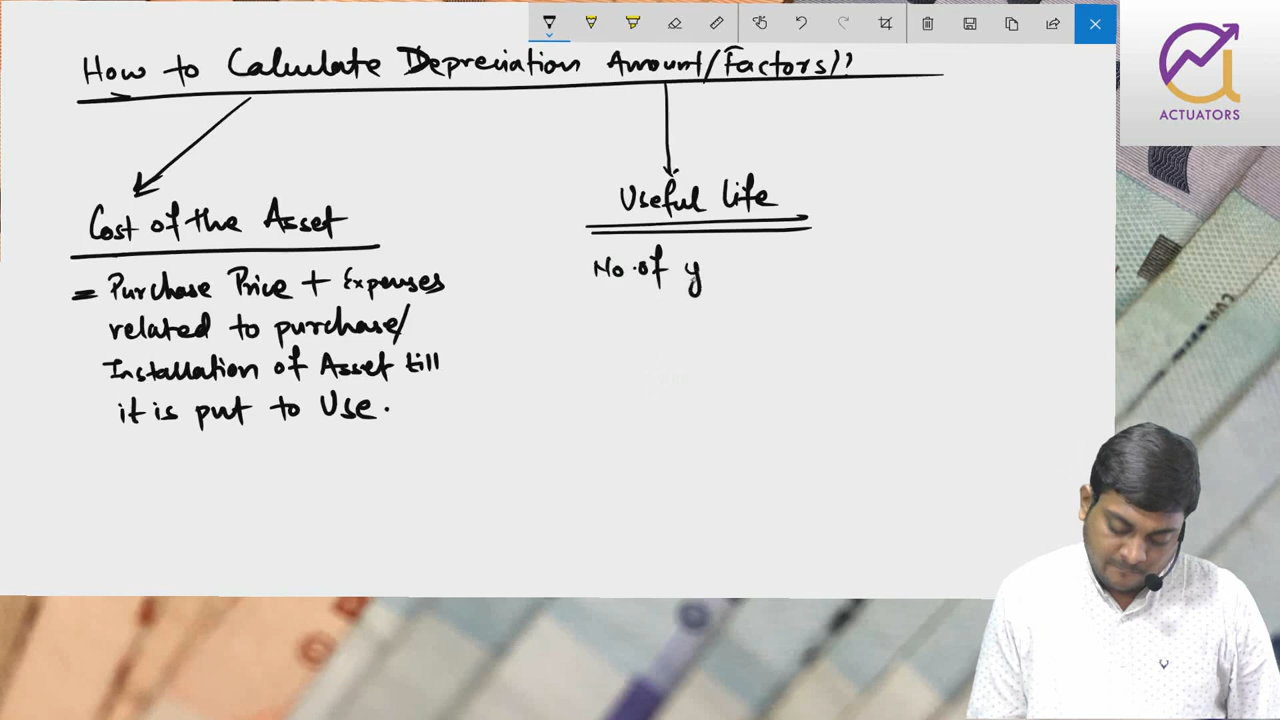 How to Calculate Depreciation Amount/Factors)?
Cost of the Asset
= Purchase Price + Expenses
related to purchase/
Installation of Asset till
it is put to Use.
Useful life
No. of y
ACTUATORS